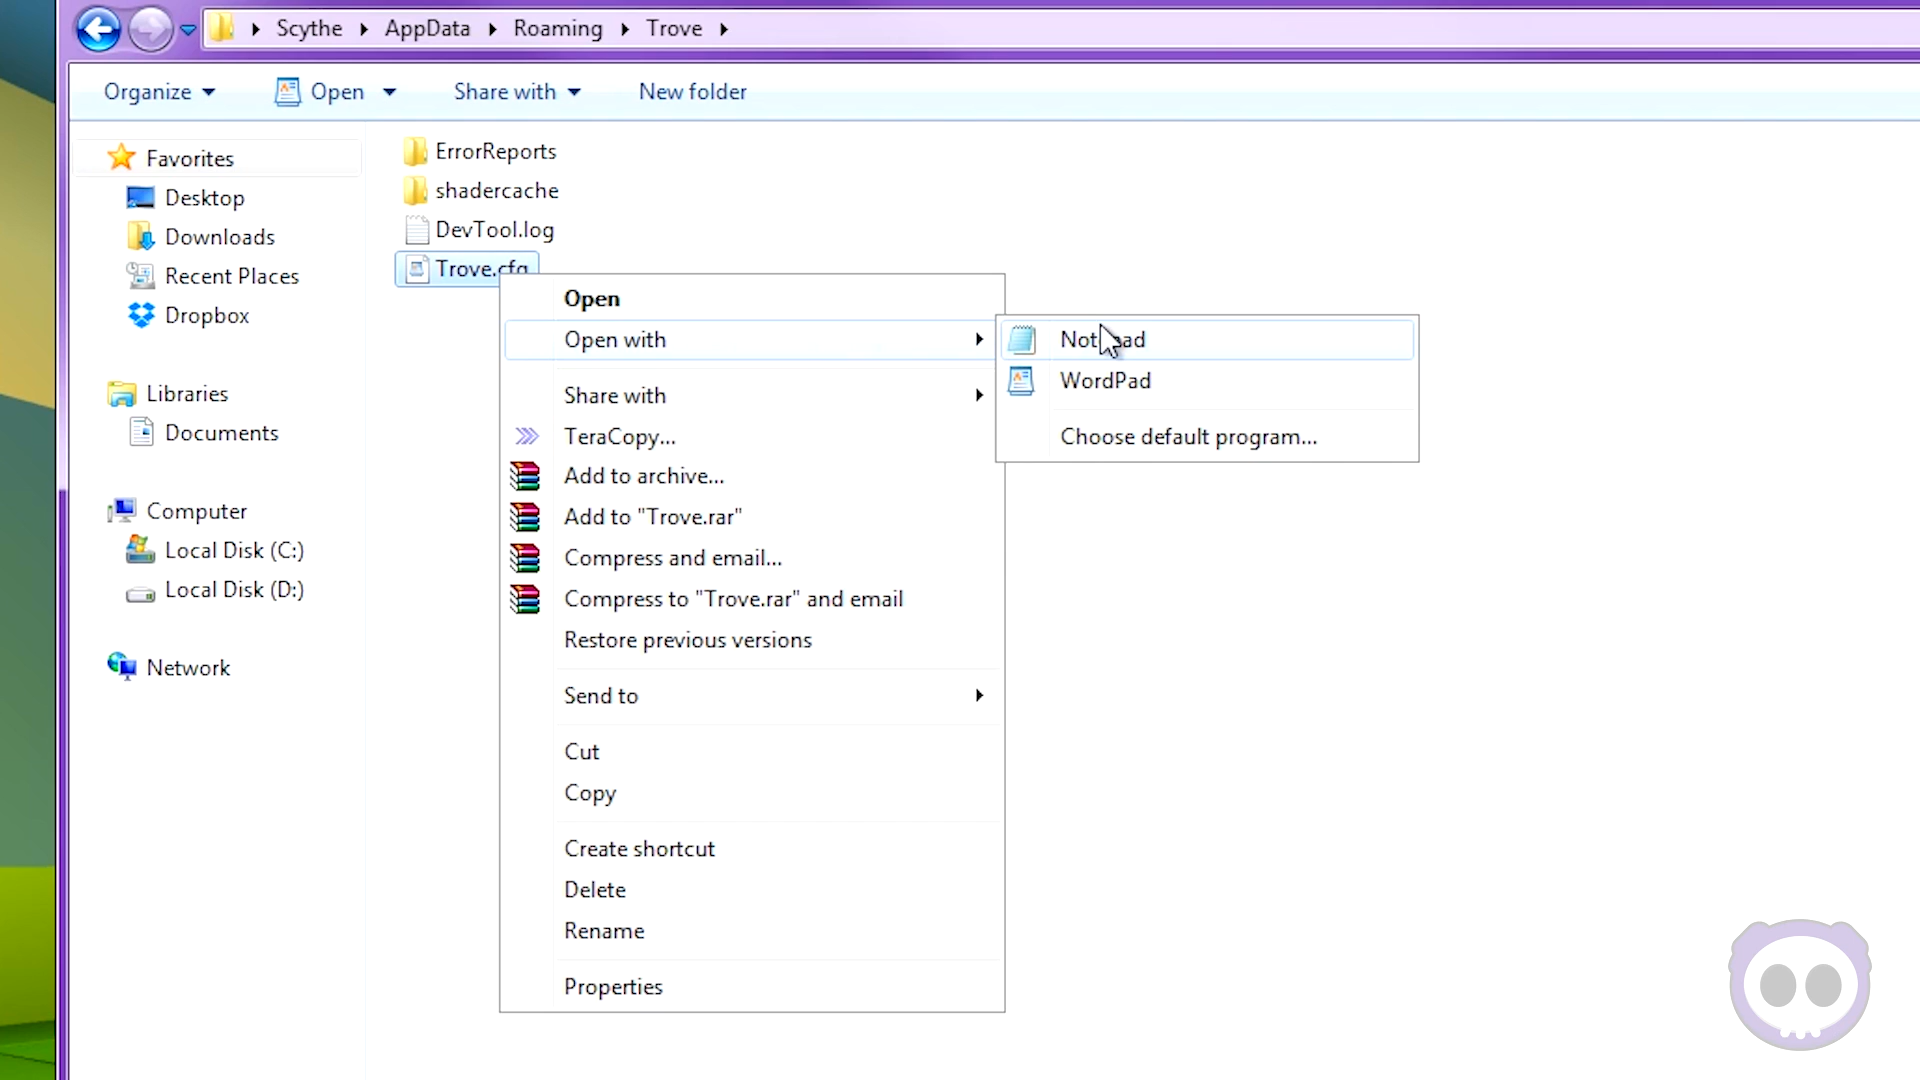 Scythe AppData Roaming Trove
Organize Open Share with New folder
Favorites
Desktop
Downloads
Recent Places
Dropbox
Libraries
Documents
Computer
Local Disk (C:)
Local Disk (D:)
Network
ErrorReports
shadercache
DevTool.log
Trove.cfg
Open
Open with
Share with
TeraCopy...
Add to archive...
Add to "Trove.rar"
Compress and email...
Compress to "Trove.rar" and email
Restore previous versions
Send to
Cut
Copy
Create shortcut
Delete
Rename
Properties
Notepad
WordPad
Choose default program...